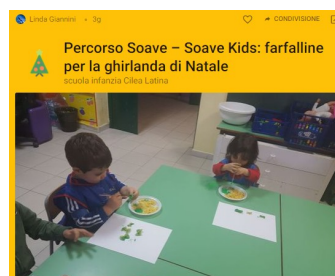 Linda Giannini • 3g
CONDIVISIONE
Percorso Soave – Soave Kids: farfalline
per la ghirlanda di Natale
scuola infanzia Cilea Latina